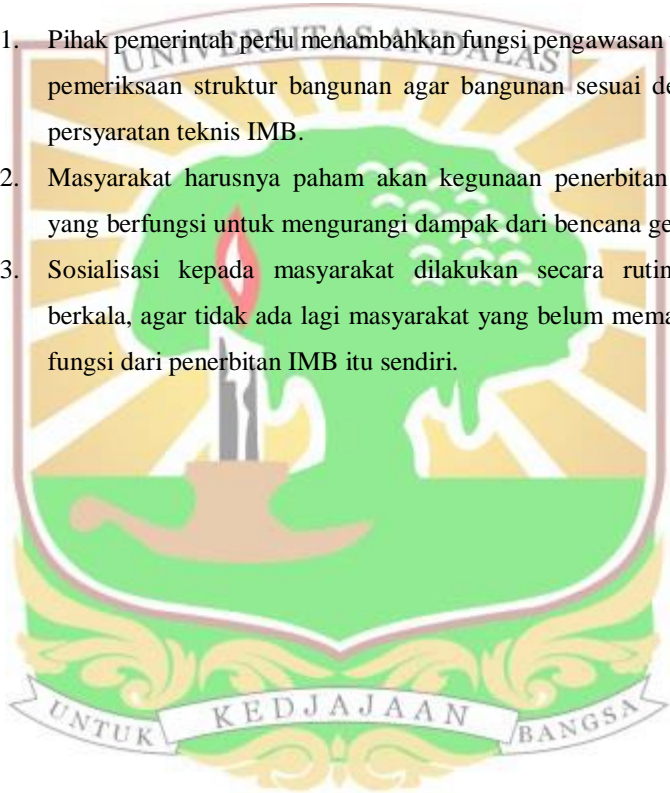 UNIVERSITAS ANDALAS
1. Pihak pemerintah perlu menambahkan fungsi pengawasan
pemeriksaan struktur bangunan agar bangunan sesuai
persyaratan teknis IMB.
2. Masyarakat harusnya paham akan kegunaan penerbitan
yang berfungsi untuk mengurangi dampak dari bencana
3. Sosialisasi kepada masyarakat dilakukan secara rutin
berkala, agar tidak ada lagi masyarakat yang belum
fungsi dari penerbitan IMB itu sendiri.
UNTUK KEDJAJAAN BANGSA